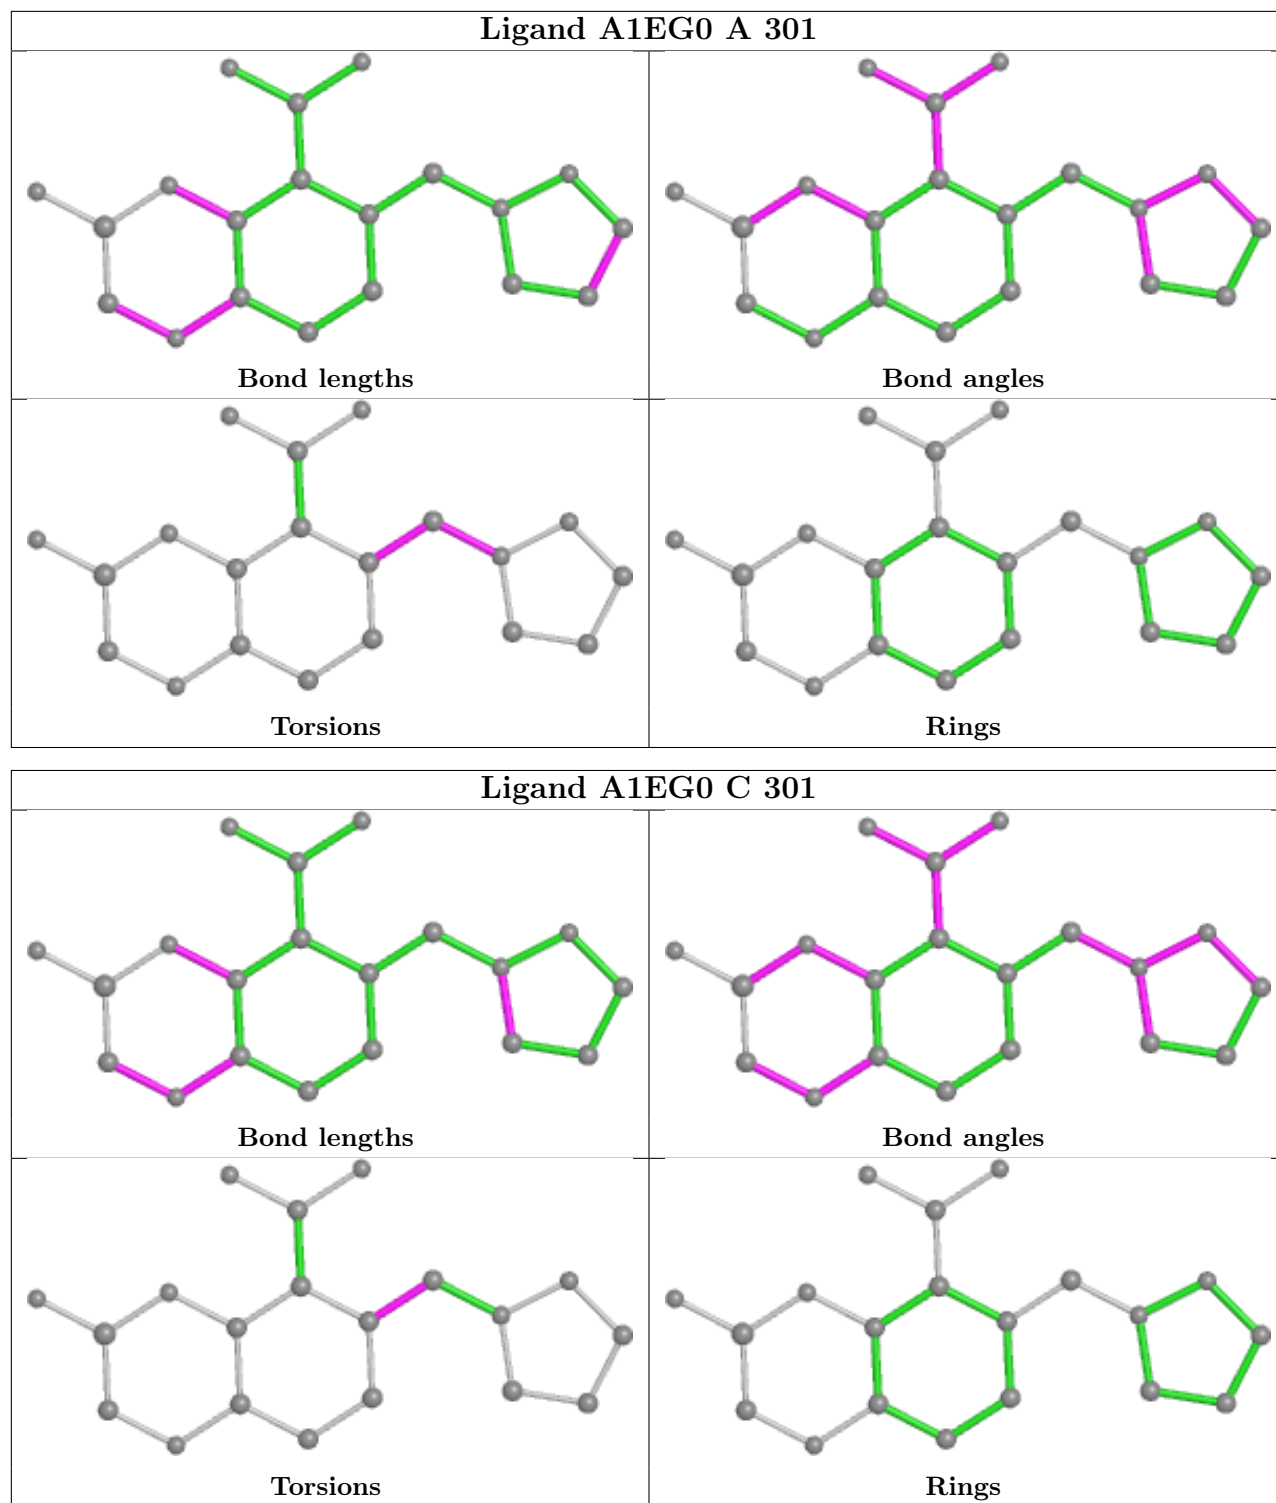 Ligand A1EG0 A 301
Bond lengths
Bond angles
Torsions
Rings
Ligand A1EG0 C 301
Bond lengths
Bond angles
Torsions
Rings